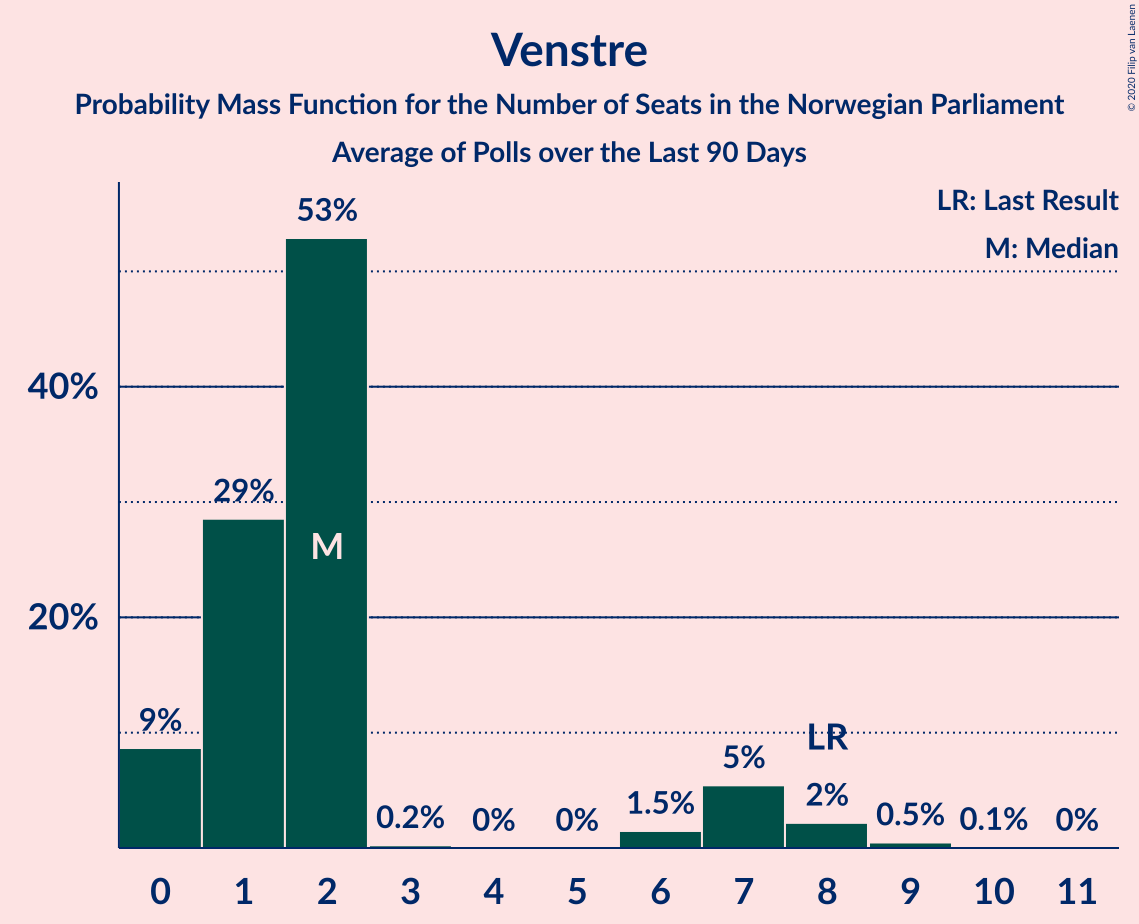 Venstre
Probability Mass Function for the Number of Seats in the Norwegian Parliament
Average of Polls over the Last 90 Days
© 2020 Filip van Laenen
LR: Last Result
M: Median
53%
40%
29%
M
20%
9%
LR
5%
2%
1.5%
0.5%
0.2%
0%
0%
0.1%
0%
0 1 2 3 4 5 6 7 8 9 10 11